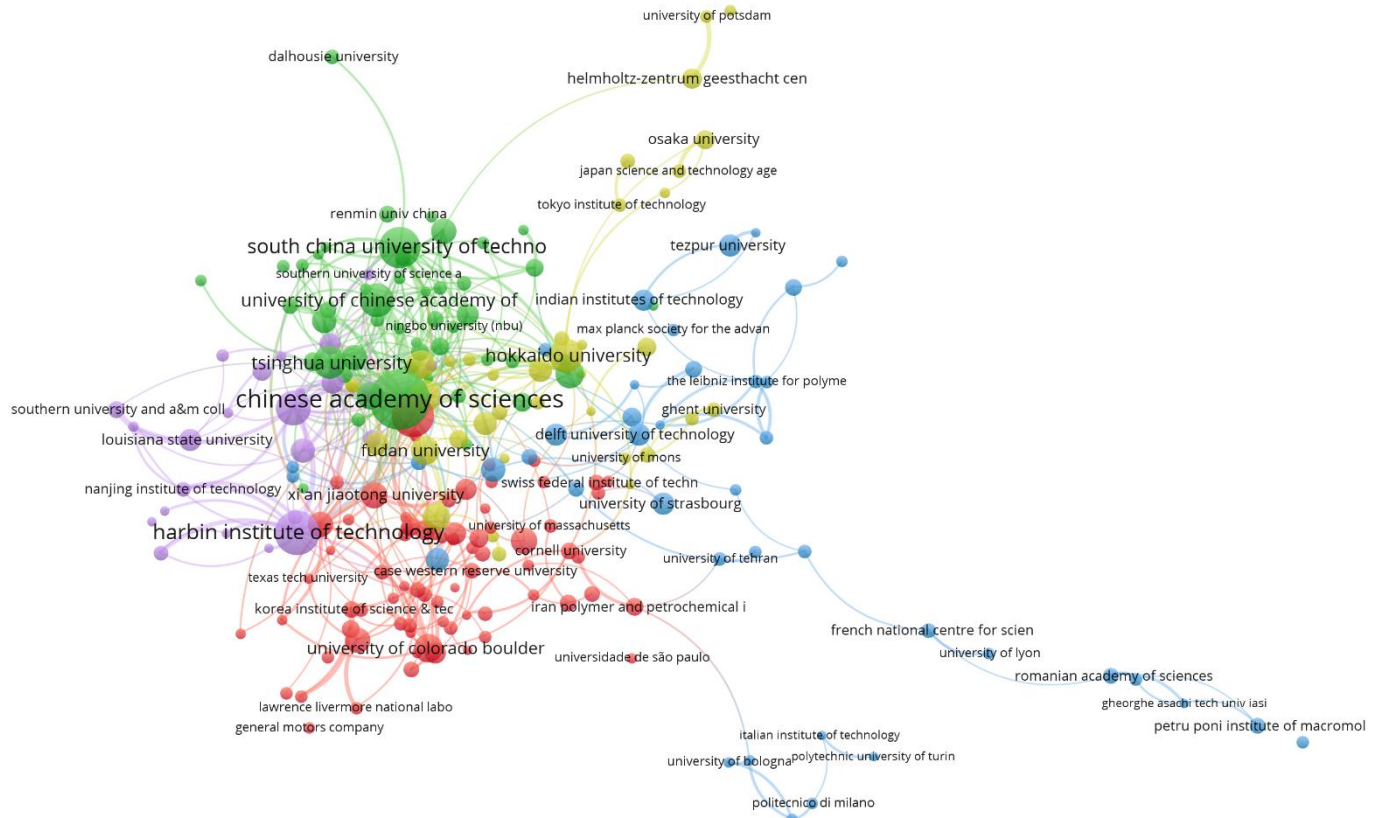 university of potsdam
dalhousie university
helmholtz-zentrum geesthacht cen
osaka university
japan science and technology age
tokyo institute of technology
renmin univ china
south china university of techno
tezpur university
southern university of science a
university of chinese academy of
indian institutes of technology
ningbo university (nbu)
max planck society for the advan
tsinghua university
hokkaido university
the leibniz institute for polyme
chinese academy of sciences
southern university and a&m coll
ghent university
louisiana state university
delft university of technology
fudan university
university of mons
nanjing institute of technology
xi an jiaotong university
swiss federal institute of techn
university of strasbourg
harbin institute of technology
university of massachusetts
cornell university
university of tehran
texas tech university
case western reserve university
korea institute of science & tec
iran polymer and petrochemical i
french national centre for scien
university of colorado boulder
universidade de são paulo
university of lyon
romanian academy of sciences
gheorghe asachi tech univ iasi
lawrence livermore national labo
general motors company
petru poni institute of macromol
italian institute of technology
university of bologna
polytechnic university of turin
politecnico di milano